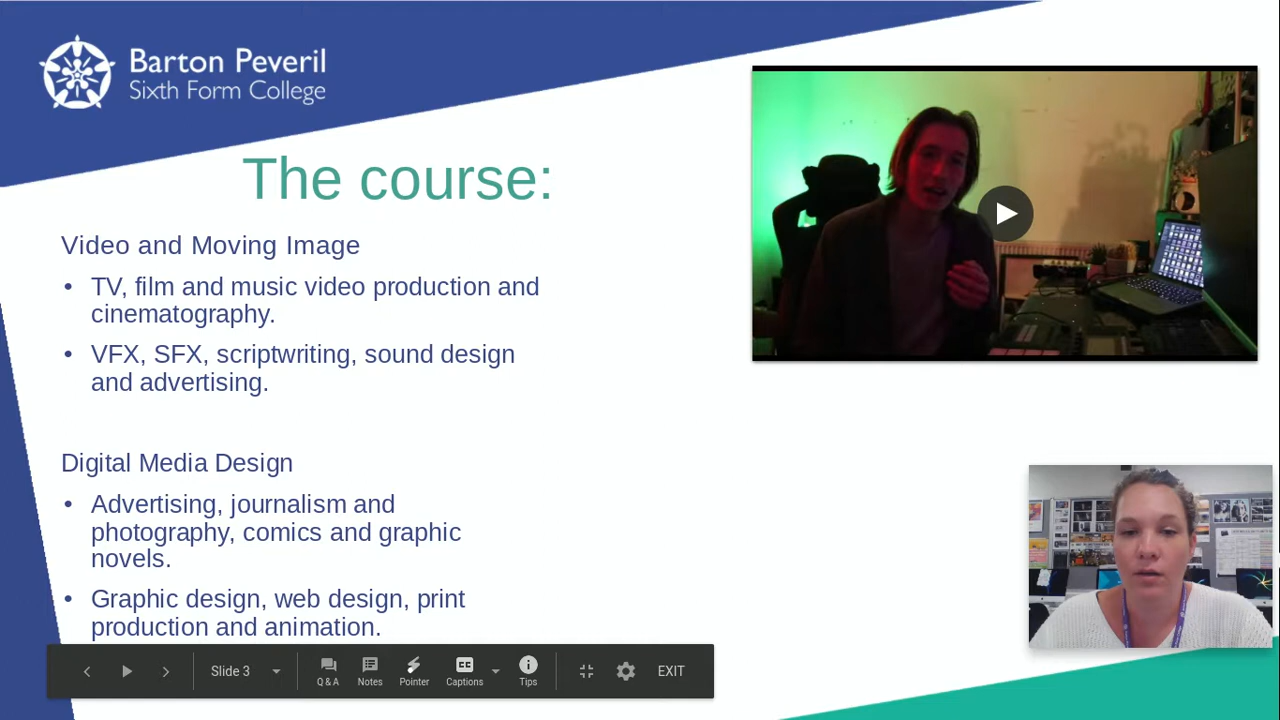 Barton Peveril
Sixth Form College
The course:
Video and Moving Image
• TV, film and music video production and
cinematography.
• VFX, SFX, scriptwriting, sound design
and advertising.
Digital Media Design
• Advertising, journalism and
photography, comics and graphic
novels.
• Graphic design, web design, print
production and animation.
Slide 3
Q & A
Notes
Pointer
CC
Captions
Tips
EXIT